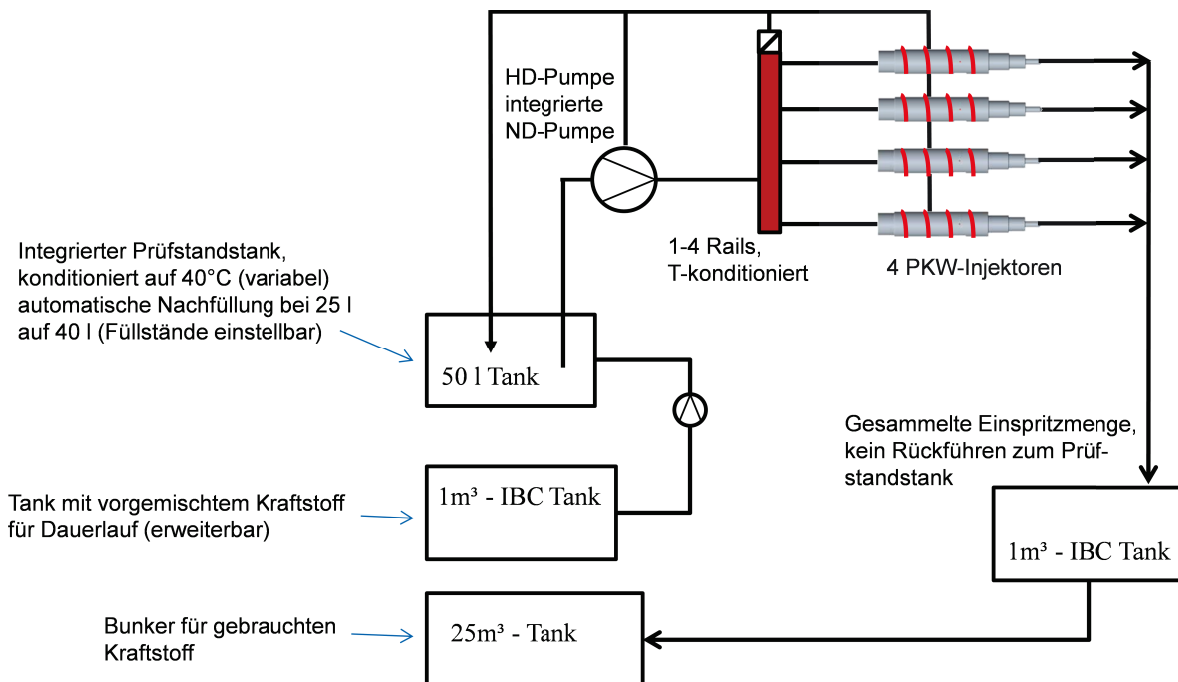 HD-Pumpe
integrierte
ND-Pumpe
1-4 Rails,
T-konditioniert
4 PKW-Injektoren
Integrierter Prüfstandstank,
konditioniert auf 40°C (variabel)
automatische Nachfüllung bei 25 l
auf 40 l (Füllstände einstellbar)
50 l Tank
Gesammelte Einspritzmenge,
kein Rückführen zum Prüf-
standstank
Tank mit vorgemischtem Kraftstoff
für Dauerlauf (erweiterbar)
1m³ - IBC Tank
1m³ - IBC Tank
Bunker für gebrauchten
Kraftstoff
25m³ - Tank